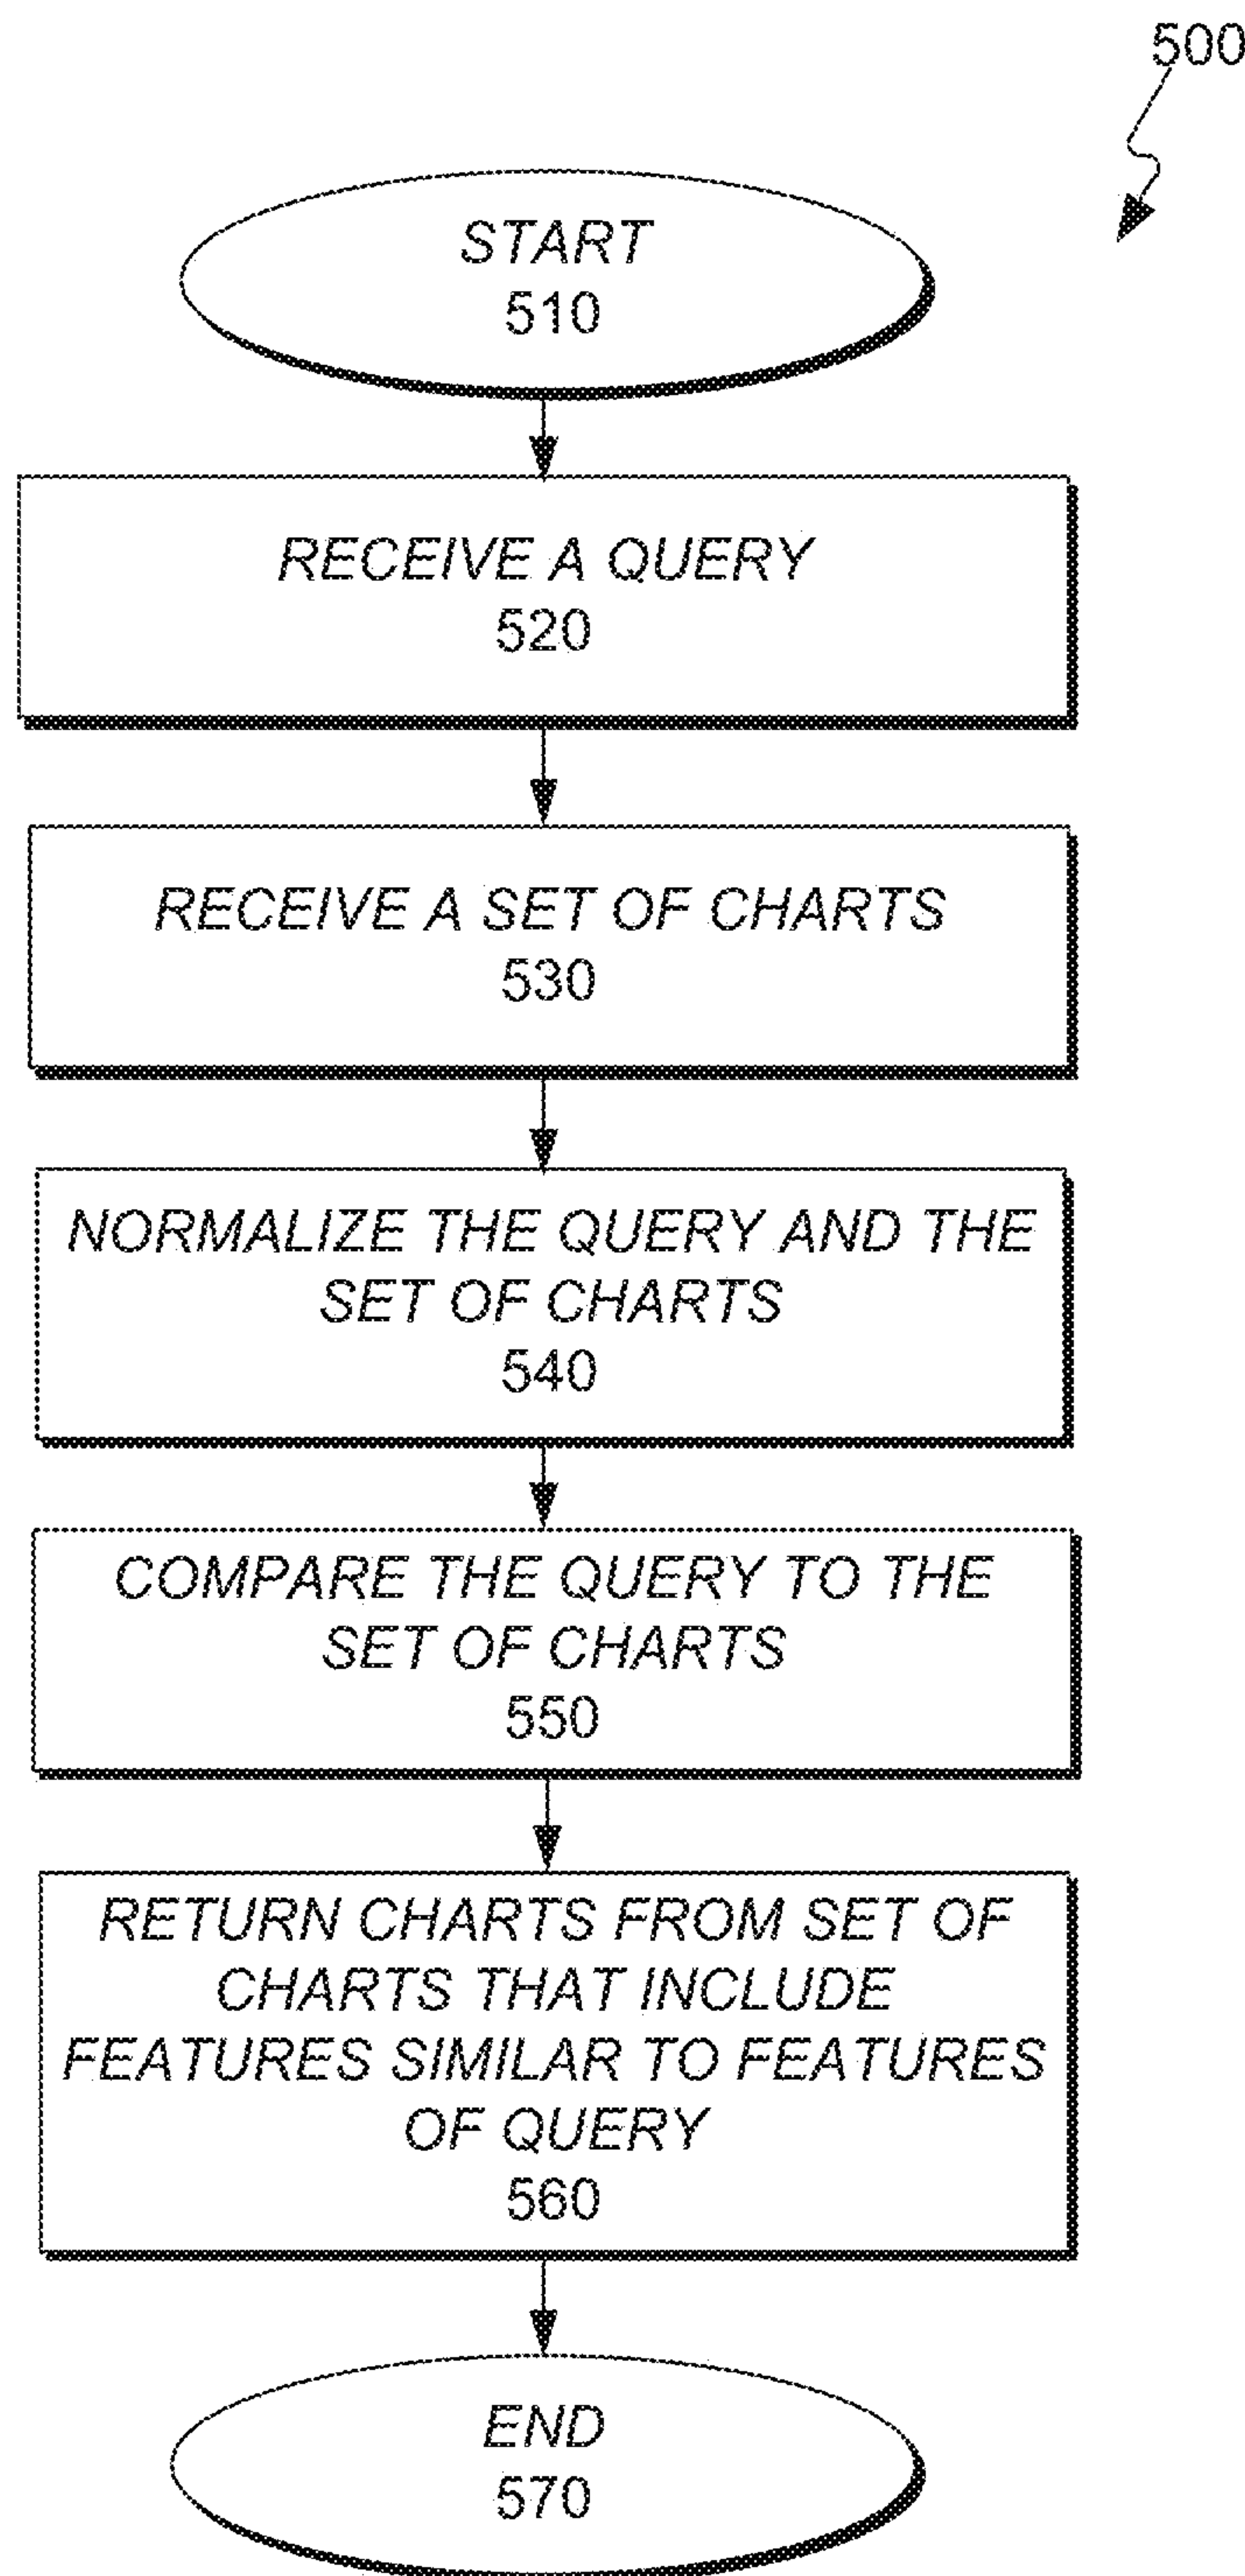 500
START
510
RECEIVE A QUERY
520
RECEIVE A SET OF CHARTS
530
NORMALIZE THE QUERY AND THE
SET OF CHARTS
540
COMPARE THE QUERY TO THE
SET OF CHARTS
550
RETURN CHARTS FROM SET OF
CHARTS THAT INCLUDE
FEATURES SIMILAR TO FEATURES
OF QUERY
560
END
570